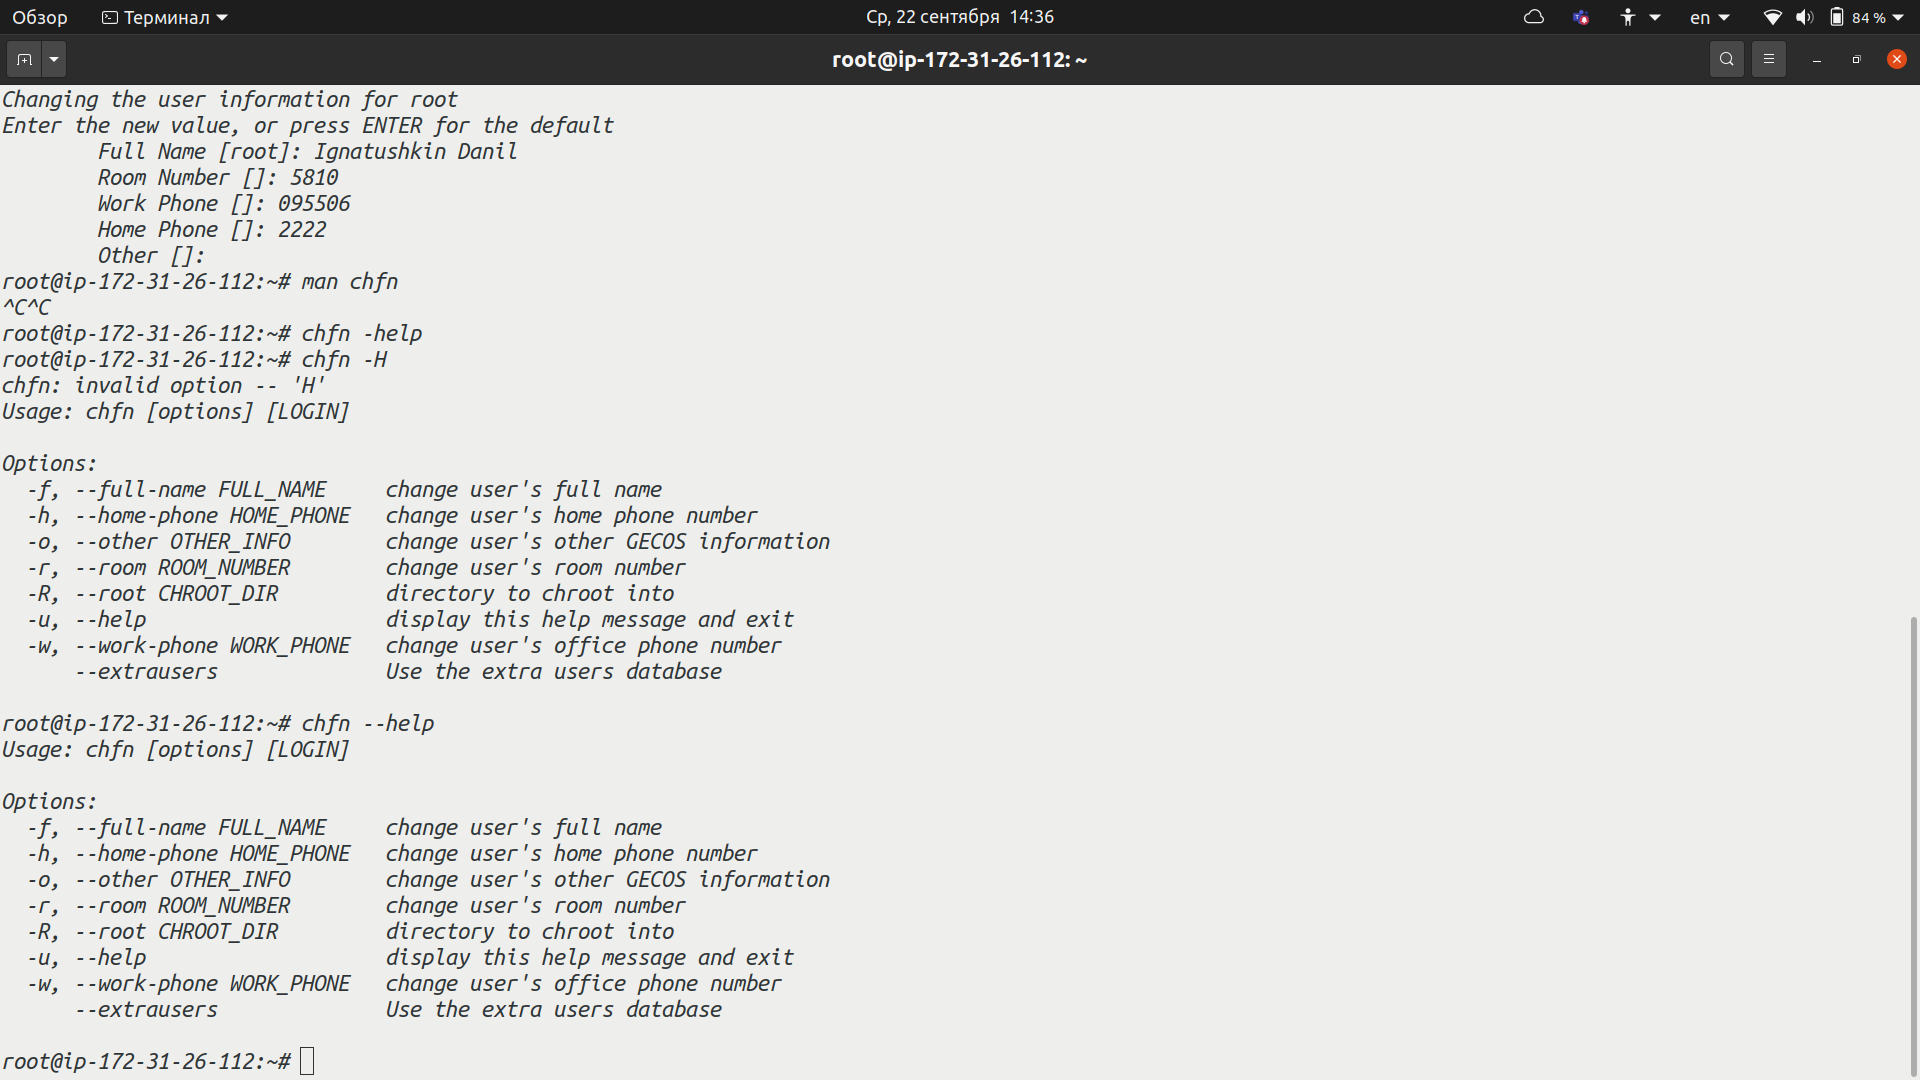 Обзор
Терминал
Ср, 22 сентября 14:36
en
84 %
root@ip-172-31-26-112: ~
Changing the user information for root
Enter the new value, or press ENTER for the default
Full Name [root]: Ignatushkin Danil
Room Number []: 5810
Work Phone []: 095506
Home Phone []: 2222
Other []:
root@ip-172-31-26-112:~# man chfn
^C^C
root@ip-172-31-26-112:~# chfn -help
root@ip-172-31-26-112:~# chfn -H
chfn: invalid option -- 'H'
Usage: chfn [options] [LOGIN]
Options:
-f, --full-name FULL_NAME     change user's full name
-h, --home-phone HOME_PHONE   change user's home phone number
-o, --other OTHER_INFO        change user's other GECOS information
-r, --room ROOM_NUMBER        change user's room number
-R, --root CHROOT_DIR         directory to chroot into
-u, --help                    display this help message and exit
-w, --work-phone WORK_PHONE   change user's office phone number
--extrausers              Use the extra users database
root@ip-172-31-26-112:~# chfn --help
Usage: chfn [options] [LOGIN]
Options:
-f, --full-name FULL_NAME     change user's full name
-h, --home-phone HOME_PHONE   change user's home phone number
-o, --other OTHER_INFO        change user's other GECOS information
-r, --room ROOM_NUMBER        change user's room number
-R, --root CHROOT_DIR         directory to chroot into
-u, --help                    display this help message and exit
-w, --work-phone WORK_PHONE   change user's office phone number
--extrausers              Use the extra users database
root@ip-172-31-26-112:~#